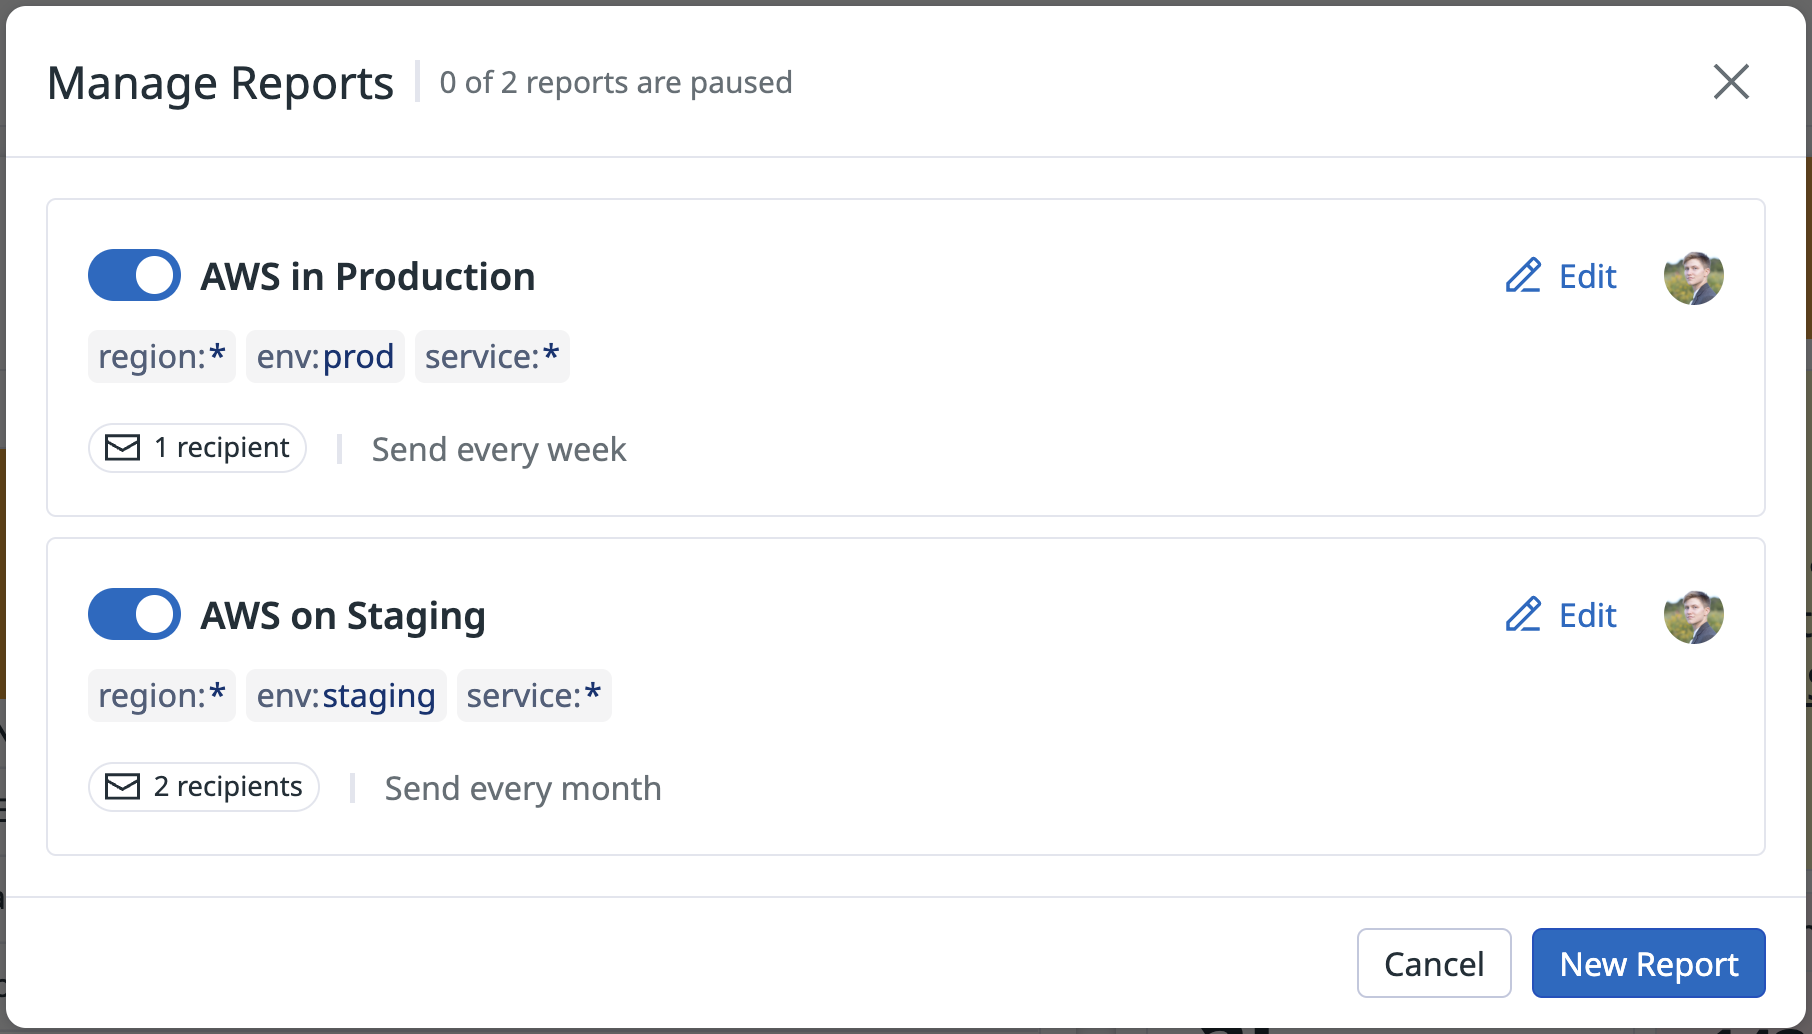 Manage Reports
0 of 2 reports are paused
AWS in Production
Edit
region:* env:prod service:*
1 recipient
Send every week
AWS on Staging
Edit
region:* env:staging service:*
2 recipients
Send every month
Cancel
New Report